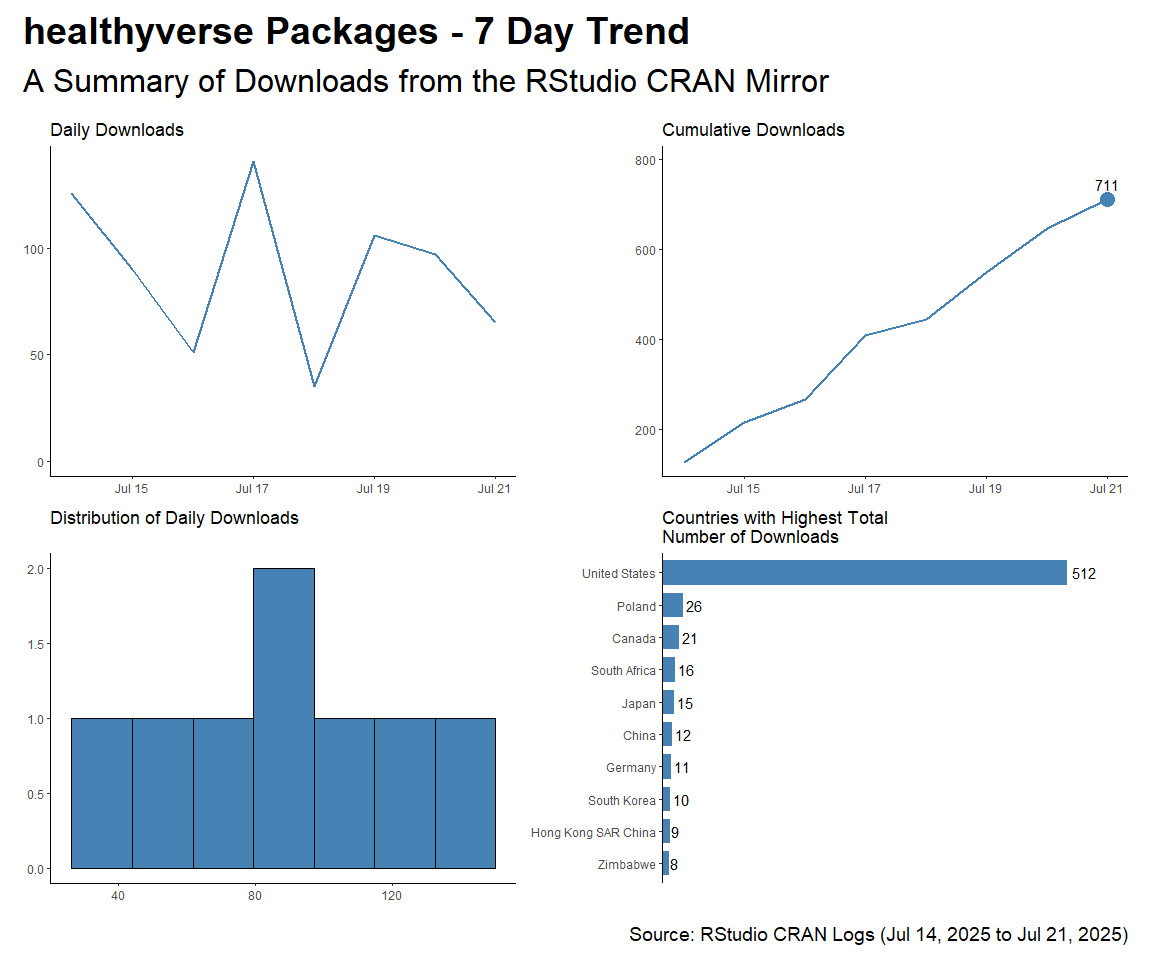 healthyverse Packages - 7 Day Trend
A Summary of Downloads from the RStudio CRAN Mirror
Daily Downloads
100
50
0
Jul 15 Jul 17 Jul 19 Jul 21
Cumulative Downloads
800
600
400
200
711
Jul 15 Jul 17 Jul 19 Jul 21
Distribution of Daily Downloads
2.0
1.5
1.0
0.5
0.0
40 80 120
Countries with Highest Total
Number of Downloads
United States 512
Poland 26
Canada 21
South Africa 16
Japan 15
China 12
Germany 11
South Korea 10
Hong Kong SAR China 9
Zimbabwe 8
Source: RStudio CRAN Logs (Jul 14, 2025 to Jul 21, 2025)